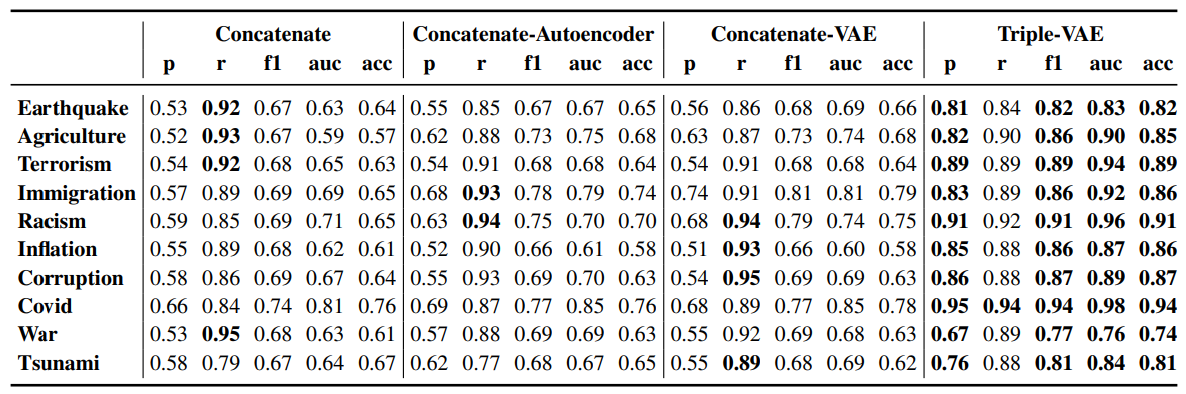 Concatenate Concatenate-Autoencoder Concatenate-VAE Triple-VAE
p r f1 auc acc p r f1 auc acc p r f1 auc acc p r f1 auc acc
Earthquake 0.53 0.92 0.67 0.63 0.64 0.55 0.85 0.67 0.67 0.65 0.56 0.86 0.68 0.69 0.66 0.81 0.84 0.82 0.83 0.82
Agriculture 0.52 0.93 0.67 0.59 0.57 0.62 0.88 0.73 0.75 0.68 0.63 0.87 0.73 0.74 0.68 0.82 0.90 0.86 0.90 0.85
Terrorism 0.54 0.92 0.68 0.65 0.63 0.54 0.91 0.68 0.68 0.64 0.54 0.91 0.68 0.68 0.64 0.89 0.89 0.89 0.94 0.89
Immigration 0.57 0.89 0.69 0.69 0.65 0.68 0.93 0.78 0.79 0.74 0.74 0.91 0.81 0.81 0.79 0.83 0.89 0.86 0.92 0.86
Racism 0.59 0.85 0.69 0.71 0.65 0.63 0.94 0.75 0.70 0.70 0.68 0.94 0.79 0.74 0.75 0.91 0.92 0.91 0.96 0.91
Inflation 0.55 0.89 0.68 0.62 0.61 0.52 0.90 0.66 0.61 0.58 0.51 0.93 0.66 0.60 0.58 0.85 0.88 0.86 0.87 0.86
Corruption 0.58 0.86 0.69 0.67 0.64 0.55 0.93 0.69 0.70 0.63 0.54 0.95 0.69 0.69 0.63 0.86 0.88 0.87 0.89 0.87
Covid 0.66 0.84 0.74 0.81 0.76 0.69 0.87 0.77 0.85 0.76 0.68 0.89 0.77 0.85 0.78 0.95 0.94 0.94 0.98 0.94
War 0.53 0.95 0.68 0.63 0.61 0.57 0.88 0.69 0.69 0.63 0.55 0.92 0.69 0.68 0.63 0.67 0.89 0.77 0.76 0.74
Tsunami 0.58 0.79 0.67 0.64 0.67 0.62 0.77 0.68 0.67 0.65 0.55 0.89 0.68 0.69 0.62 0.76 0.88 0.81 0.84 0.81